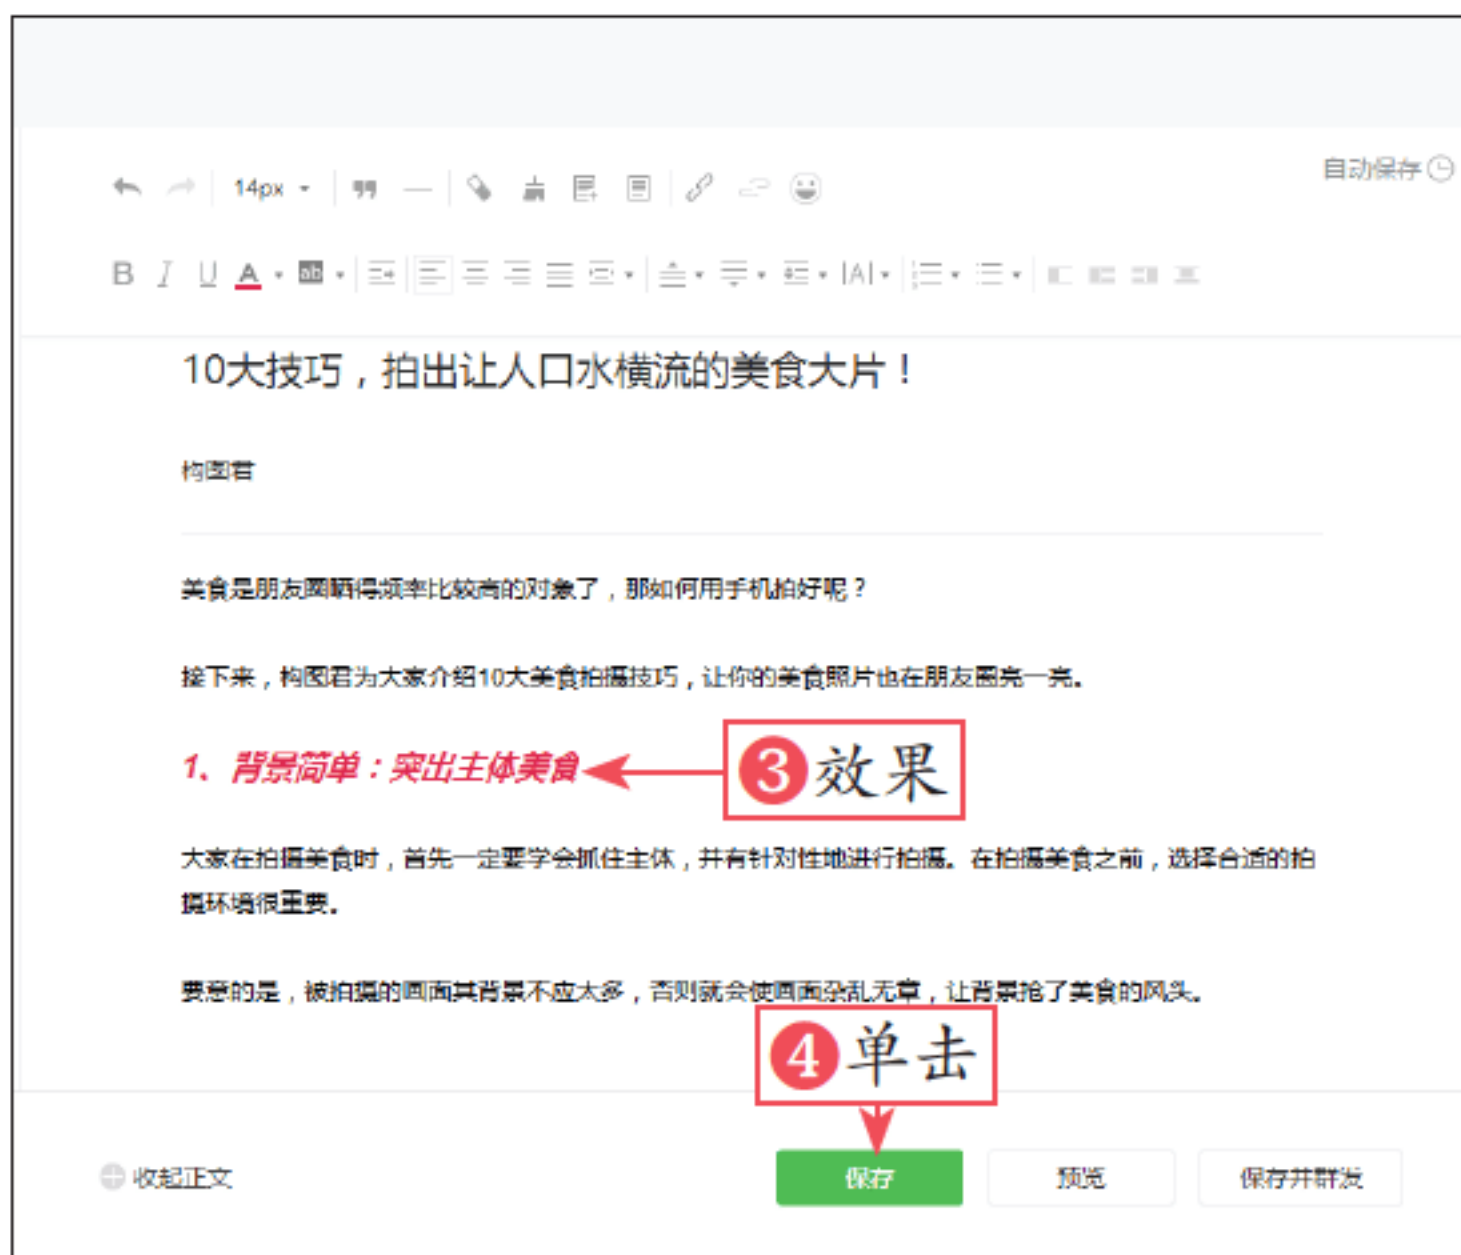 自动保存
14px
B I U A ab |A|
10大技巧，拍出让人口水横流的美食大片！
构图君
美食是朋友圈晒得频率比较高的对象了，那如何用手机拍好呢？
接下来，构图君为大家介绍10大美食拍摄技巧，让你的美食照片也在朋友圈亮一亮。
1、背景简单：突出主体美食
3效果
大家在拍摄美食时，首先一定要学会抓住主体，并有针对性地进行拍摄。在拍摄美食之前，选择合适的拍
摄环境很重要。
要意的是，被拍摄的画面其背景不应太多，否则就会使画面杂乱无章，让背景抢了美食的风头。
4单击
收起正文
保存
预览
保存并群发